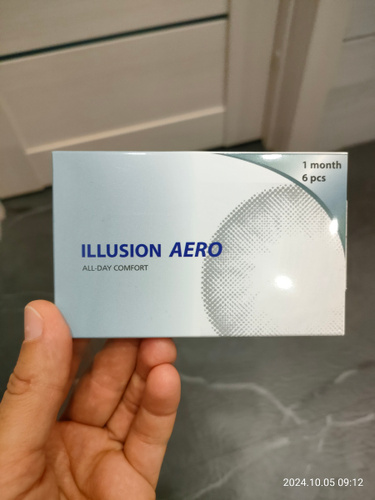 1 month
6 pcs
ILLUSION AERO
ALL-DAY COMFORT
2024.10.05 09:12